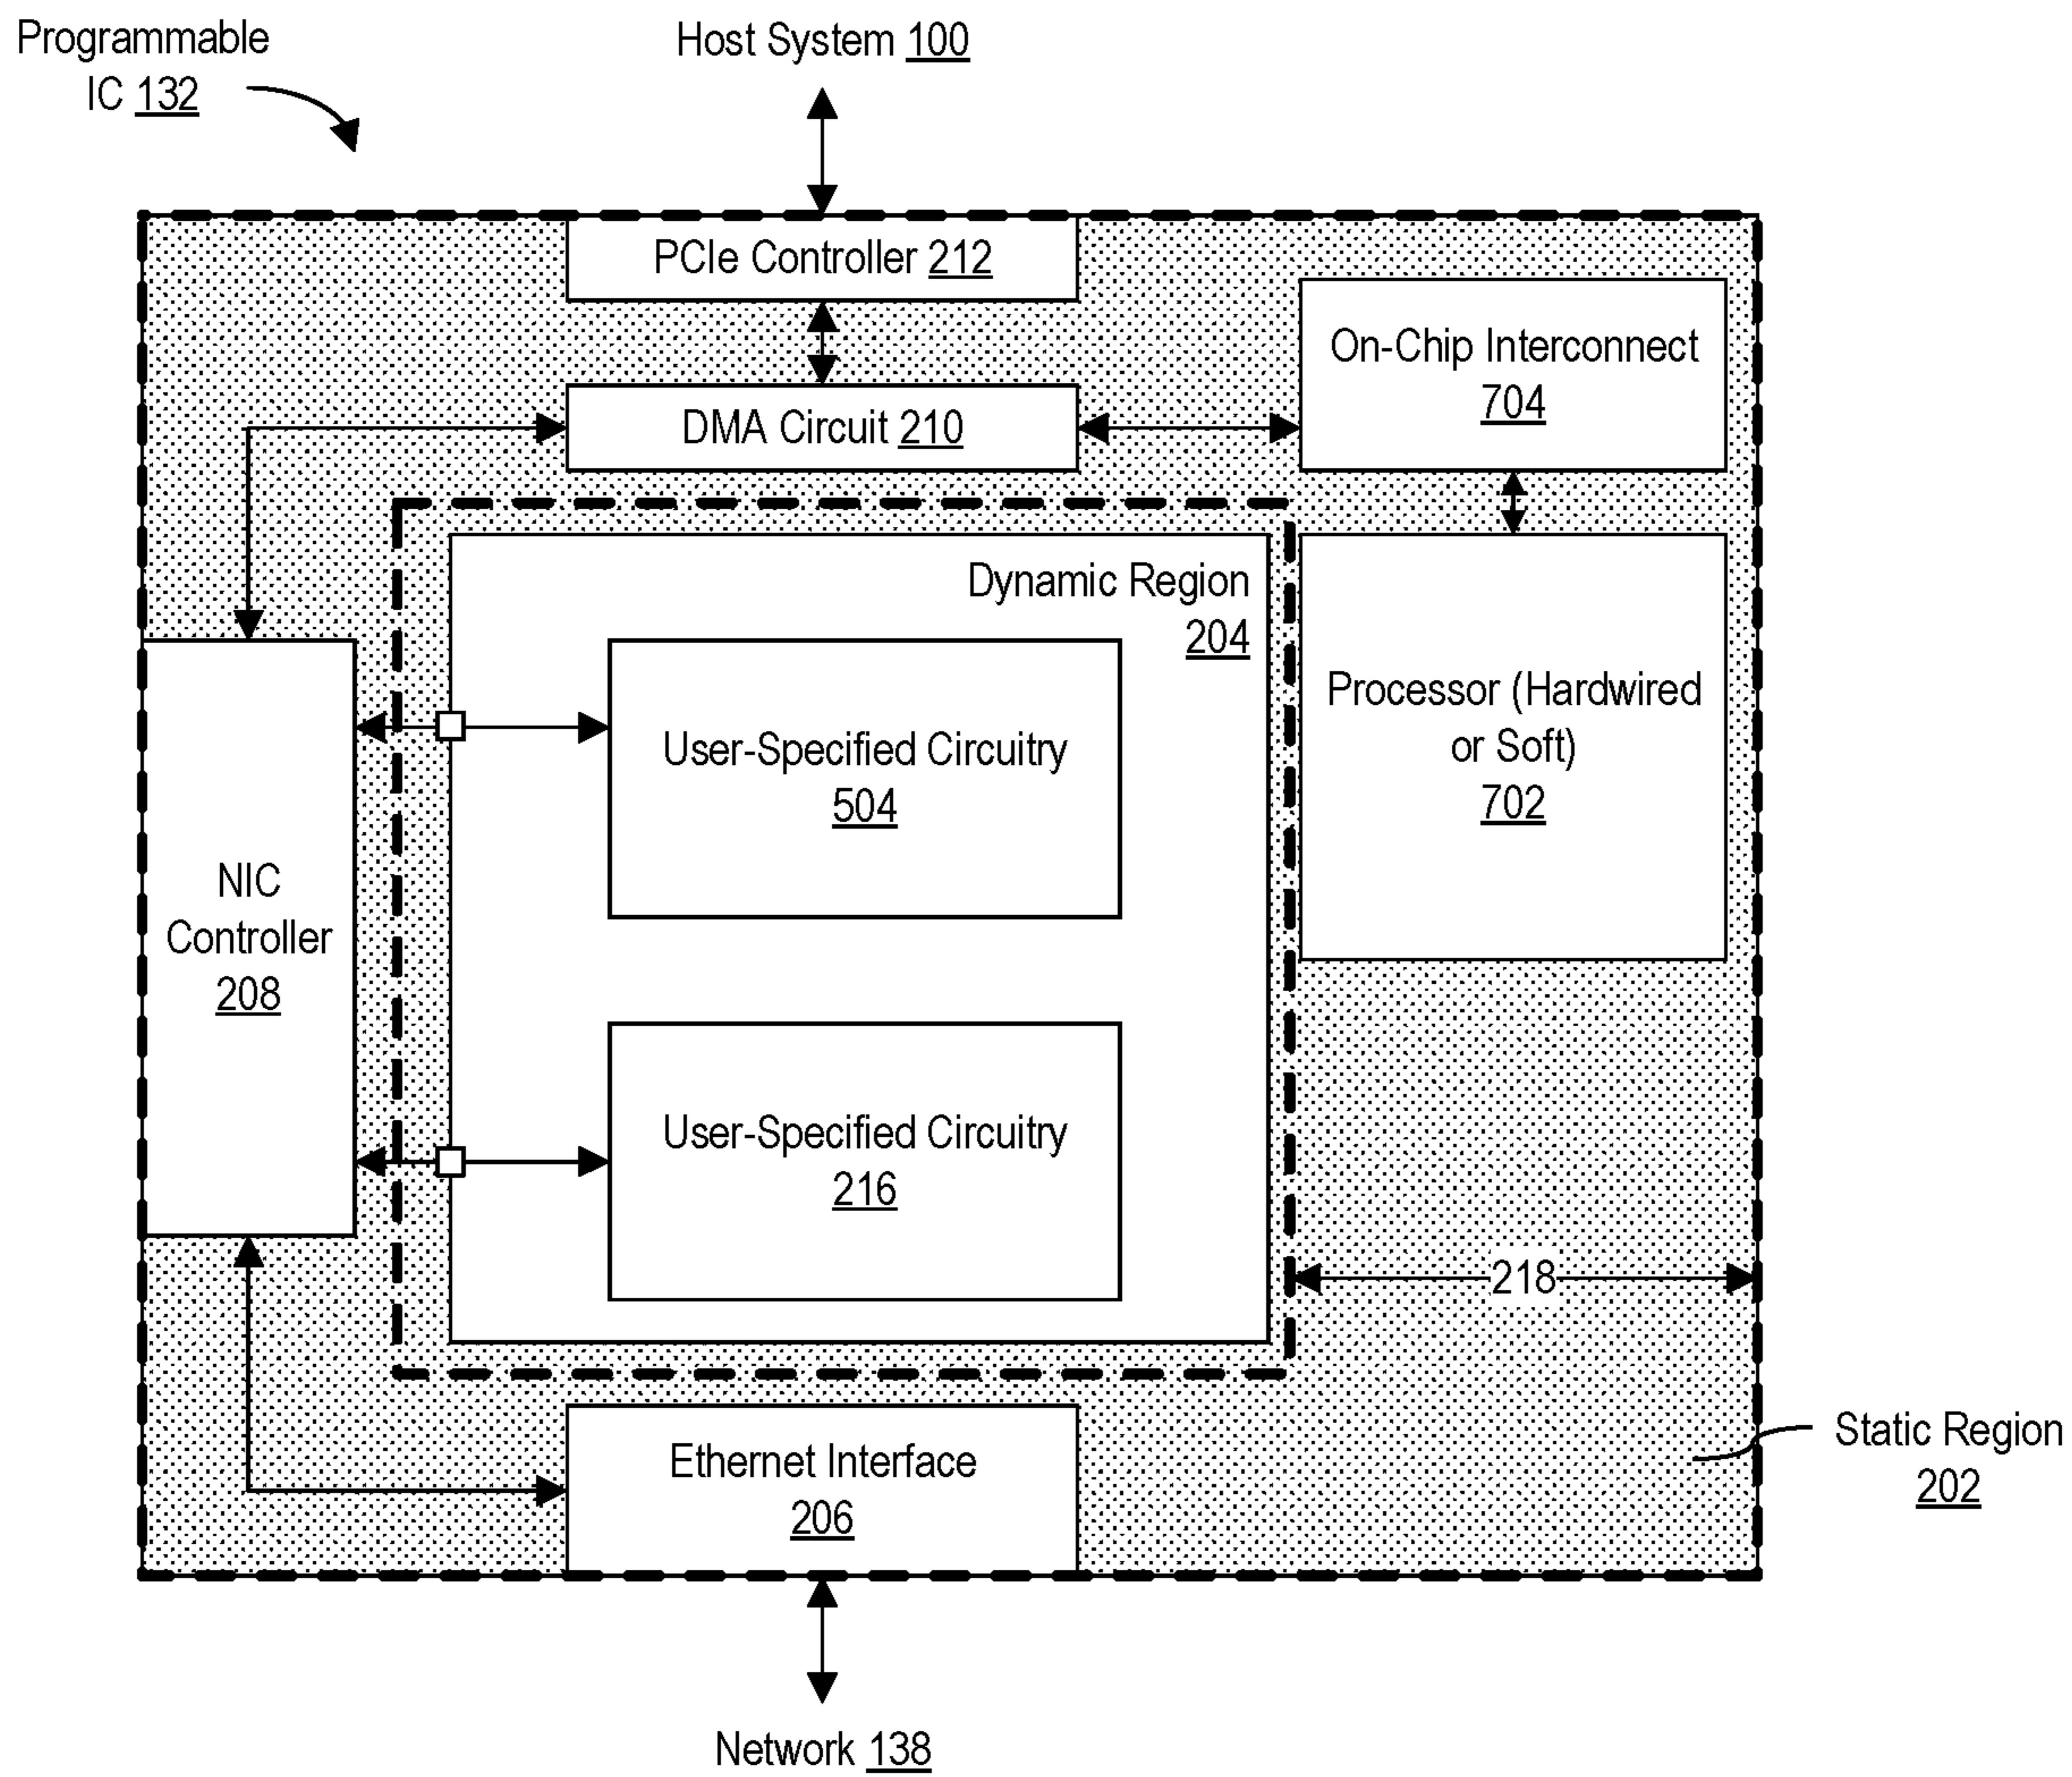 Programmable
IC 132
Host System 100
PCIe Controller 212
On-Chip Interconnect
704
DMA Circuit 210
Dynamic Region
204
Processor (Hardwired
or Soft)
702
User-Specified Circuitry
504
NIC
Controller
208
User-Specified Circuitry
216
218
Static Region
202
Ethernet Interface
206
Network 138